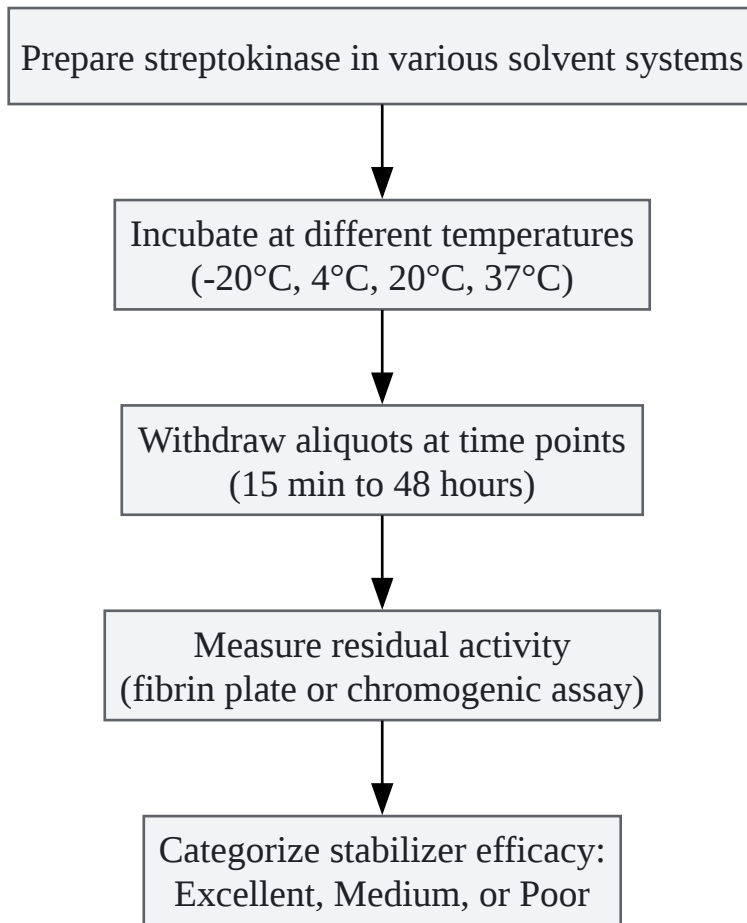 Prepare streptokinase in various solvent systems
Incubate at different temperatures
(-20°C, 4°C, 20°C, 37°C)
Withdraw aliquots at time points
(15 min to 48 hours)
Measure residual activity
(fibrin plate or chromogenic assay)
Categorize stabilizer efficacy:
Excellent, Medium, or Poor